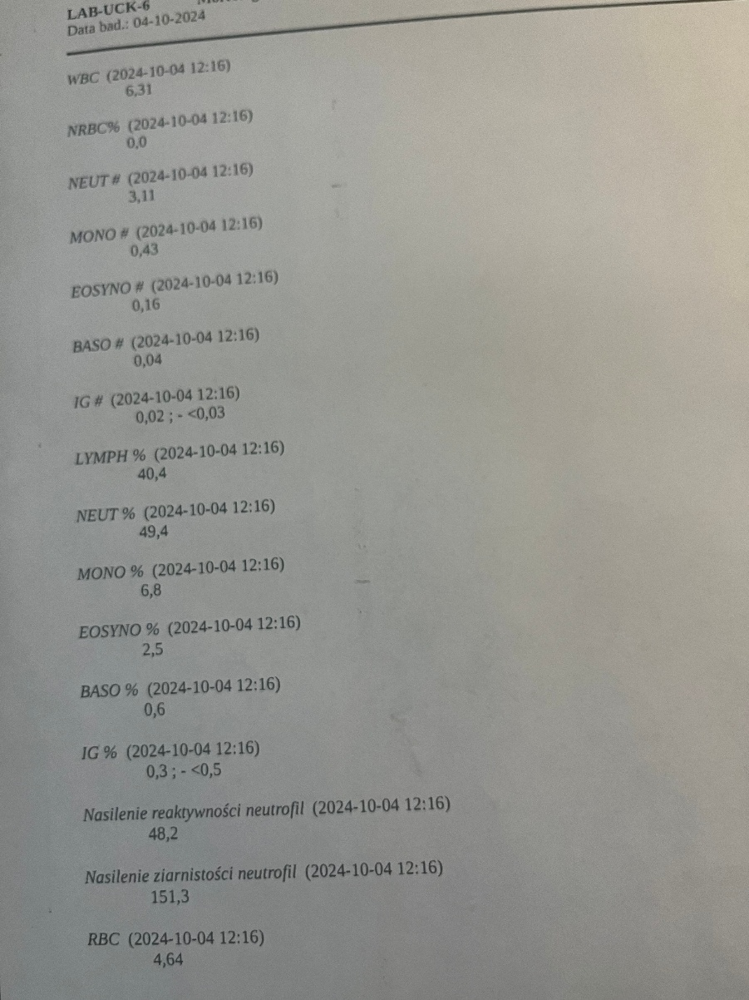 LAB-UCK-6
Data bad.: 04-10-2024
WBC (2024-10-04 12:16)
6,31
NRBC% (2024-10-04 12:16)
0,0
NEUT # (2024-10-04 12:16)
3,11
MONO # (2024-10-04 12:16)
0,43
EOSYNO # (2024-10-04 12:16)
0,16
BASO # (2024-10-04 12:16)
0,04
IG # (2024-10-04 12:16)
0,02 ; - <0,03
LYMPH % (2024-10-04 12:16)
40,4
NEUT % (2024-10-04 12:16)
49,4
MONO % (2024-10-04 12:16)
6,8
EOSYNO % (2024-10-04 12:16)
2,5
BASO % (2024-10-04 12:16)
0,6
IG % (2024-10-04 12:16)
0,3 ; - <0,5
Nasilenie reaktywności neutrofil (2024-10-04 12:16)
48,2
Nasilenie ziarnistości neutrofil (2024-10-04 12:16)
151,3
RBC (2024-10-04 12:16)
4,64